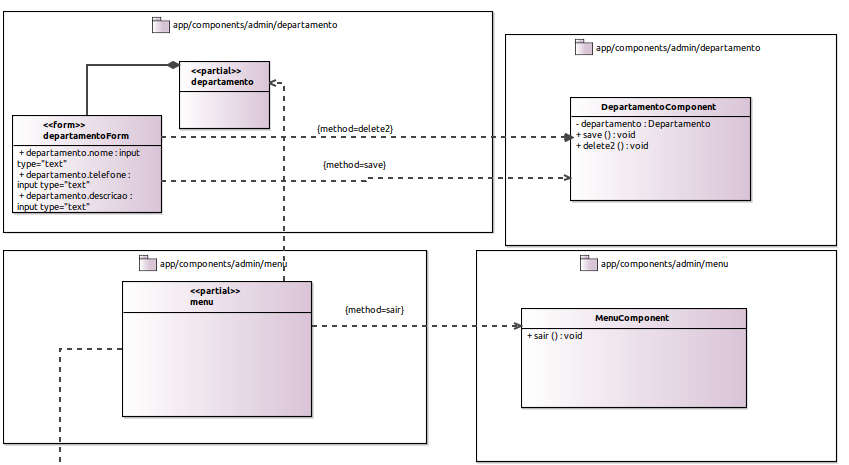 app/components/admin/departamento
<<partial>>
departamento
<<form>>
departamentoForm
+ departamento.nome : input
type="text"
+ departamento.telefone :
input type="text"
+ departamento.descricao :
input type="text"
{method=delete2}
{method=save}
app/components/admin/departamento
DepartamentoComponent
- departamento : Departamento
+ save () : void
+ delete2 () : void
app/components/admin/menu
<<partial>>
menu
{method=sair}
app/components/admin/menu
MenuComponent
+ sair () : void